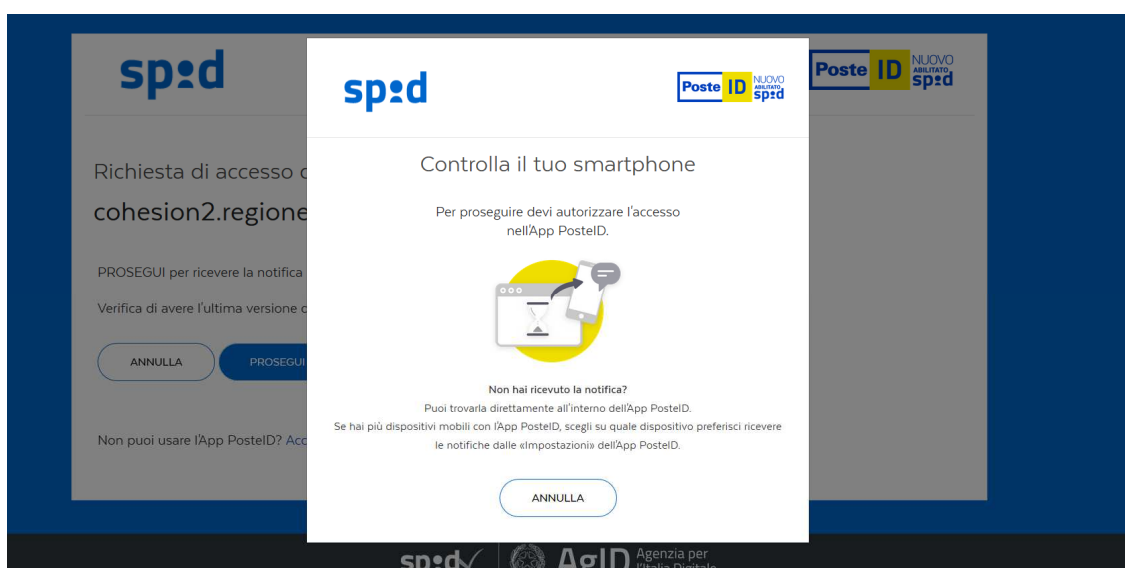 spid
Poste ID NUOVO ABILITATO spid
Richiesta di accesso
cohesion2.regione
PROSEGUI per ricevere la notifica
Verifica di avere l'ultima versione
ANNULLA
PROSEGUI
Non puoi usare l'App PosteID?
spid
Poste ID NUOVO ABILITATO spid
Controlla il tuo smartphone
Per proseguire devi autorizzare l'accesso
nell'App PosteID.
Non hai ricevuto la notifica?
Puoi trovarla direttamente all'interno dell'App PosteID.
Se hai più dispositivi mobili con l'App PosteID, scegli su quale dispositivo preferisci ricevere
le notifiche dalle «Impostazioni» dell'App PosteID.
ANNULLA
spid AgID Agenzia per
l'Italia Digitale